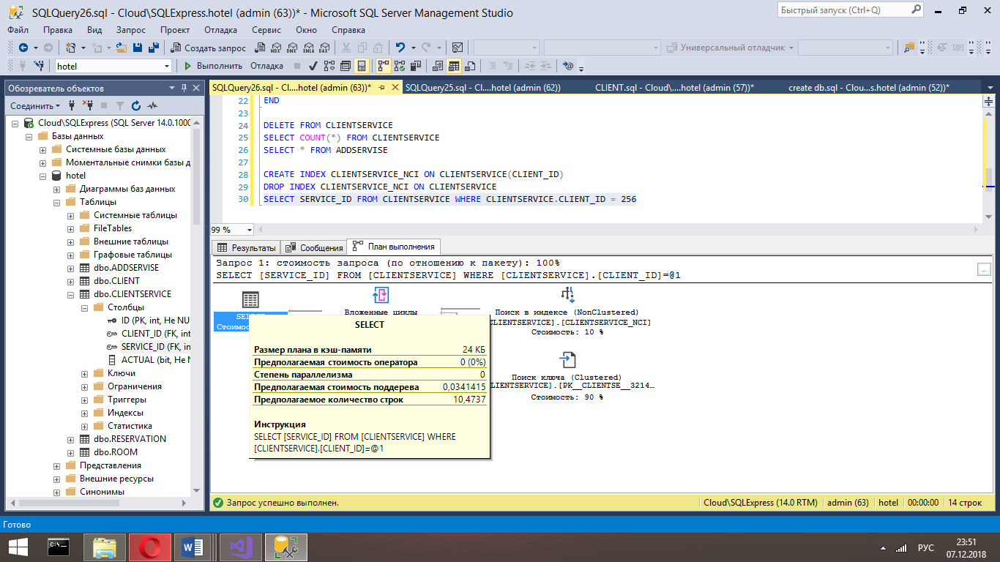 SQLQuery26.sql - Cloud\SQLExpress.hotel (admin (63))* - Microsoft SQL Server Management Studio
Быстрый запуск (Ctrl+Q)
Файл Правка Вид Запрос Проект Отладка Сервис Окно Справка
Создать запрос MDX DMX XMLA DAX Универсальный отладчик
hotel Выполнить Отладка
Обозреватель объектов
SQLQuery26.sql - Cl....hotel (admin (63))* SQLQuery25.sql - Cl....hotel (admin (62)) CLIENT.sql - Cloud\....hotel (admin (57))* create db.sql - Clou...s.hotel (admin (52))*
Соединить
Cloud\SQLExpress (SQL Server 14.0.1000
Базы данных
Системные базы данных
Моментальные снимки базы д
hotel
Диаграммы баз данных
Таблицы
Системные таблицы
FileTables
Внешние таблицы
Графовые таблицы
dbo.ADDSERVISE
dbo.CLIENT
dbo.CLIENTSERVICE
Столбцы
ID (PK, int, Не NU
CLIENT_ID (FK, int
SERVICE_ID (FK, in
ACTUAL (bit, Не N
Ключи
Ограничения
Триггеры
Индексы
Статистика
dbo.RESERVATION
dbo.ROOM
Представления
Внешние ресурсы
Синонимы
22 END
23
24 DELETE FROM CLIENTSERVICE
25 SELECT COUNT(*) FROM CLIENTSERVICE
26 SELECT * FROM ADDSERVISE
27
28 CREATE INDEX CLIENTSERVICE_NCI ON CLIENTSERVICE(CLIENT_ID)
29 DROP INDEX CLIENTSERVICE_NCI ON CLIENTSERVICE
30 SELECT SERVICE_ID FROM CLIENTSERVICE WHERE CLIENTSERVICE.CLIENT_ID = 256
99 %
Результаты Сообщения План выполнения
Запрос 1: стоимость запроса (по отношению к пакету): 100%
SELECT [SERVICE_ID] FROM [CLIENTSERVICE] WHERE [CLIENTSERVICE].[CLIENT_ID]=@1
Вложенные циклы
Поиск в индексе (NonClustered)
CLIENTSERVICE].[CLIENTSERVICE_NCI]
Стоимость: 10 %
Поиск ключа (Clustered)
LIENTSERVICE].[PK__CLIENTSE__3214…
Стоимость: 90 %
SELECT
Размер плана в кэш-памяти 24 КБ
Предполагаемая стоимость оператора 0 (0%)
Степень параллелизма 0
Предполагаемая стоимость поддерева 0,0341415
Предполагаемое количество строк 10,4737
Инструкция
SELECT [SERVICE_ID] FROM [CLIENTSERVICE] WHERE
[CLIENTSERVICE].[CLIENT_ID]=@1
Запрос успешно выполнен. Cloud\SQLExpress (14.0 RTM) admin (63) hotel 00:00:00 14 строк
Готово
РУС
23:51
07.12.2018